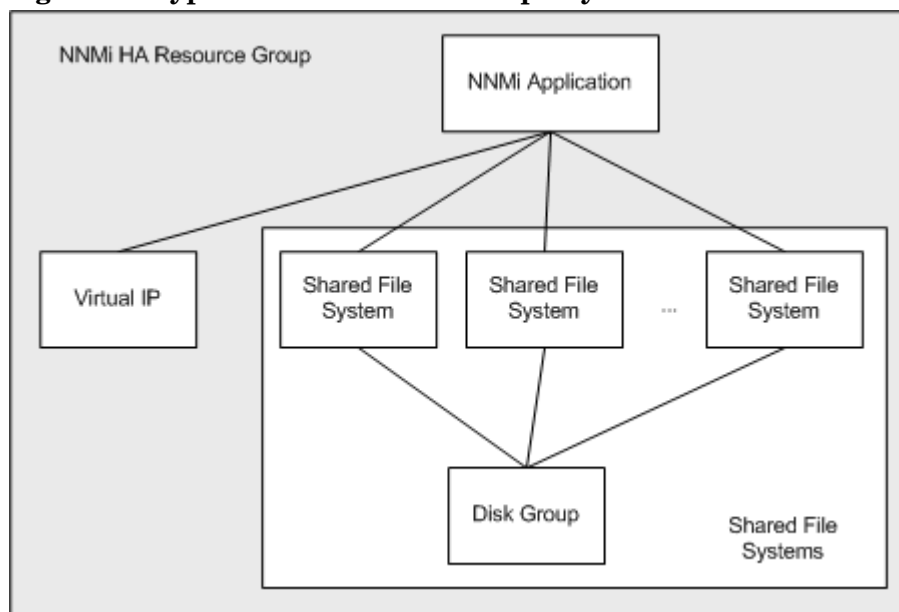 NNMi HA Resource Group
NNMi Application
Virtual IP
Shared File
System
Shared File
System
...
Shared File
System
Disk Group
Shared File
Systems